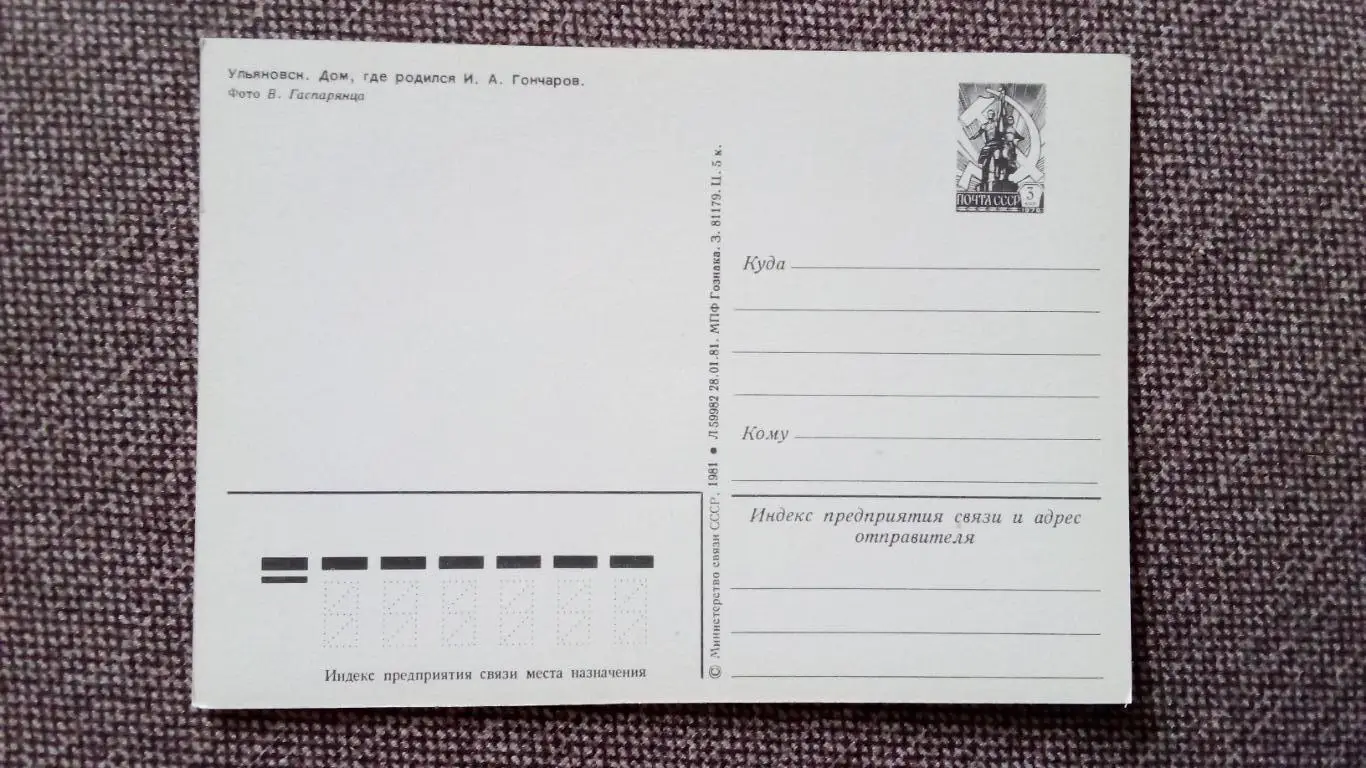 Ульяновск. Дом, где родился И. А. Гончаров.
Фото В. Гаспарянца
ПОЧТА СССР
3
1976
Куда
Кому
Индекс предприятия связи и адрес
отправителя
© Министерство связи СССР, 1981 ● Л 59982 28.01.81. МПФ Гознака. З. 81179. Ц. 5 к.
Индекс предприятия связи места назначения